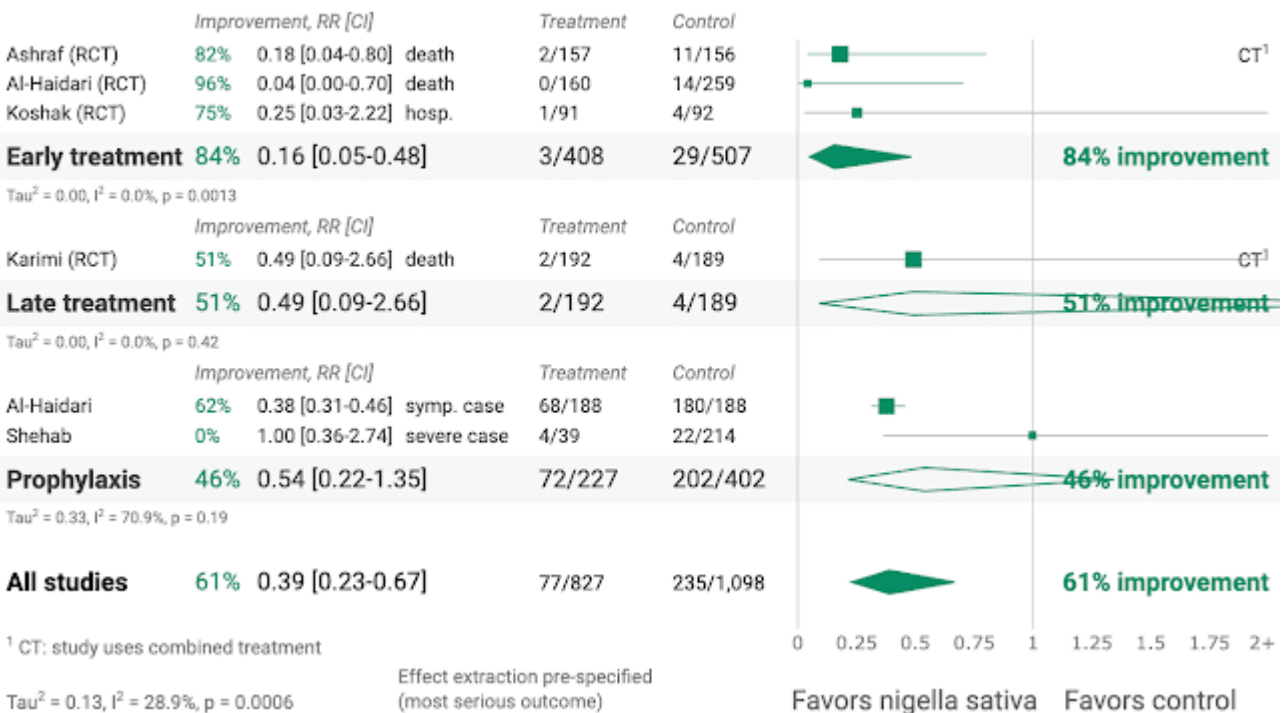 Improvement, RR [CI] Treatment Control
Ashraf (RCT) 82% 0.18 [0.04-0.80] death 2/157 11/156 CT¹
Al-Haidari (RCT) 96% 0.04 [0.00-0.70] death 0/160 14/259
Koshak (RCT) 75% 0.25 [0.03-2.22] hosp. 1/91 4/92
Early treatment 84% 0.16 [0.05-0.48] 3/408 29/507 84% improvement
Tau² = 0.00, I² = 0.0%, p = 0.0013
Improvement, RR [CI] Treatment Control
Karimi (RCT) 51% 0.49 [0.09-2.66] death 2/192 4/189 CT¹
Late treatment 51% 0.49 [0.09-2.66] 2/192 4/189 51% improvement
Tau² = 0.00, I² = 0.0%, p = 0.42
Improvement, RR [CI] Treatment Control
Al-Haidari 62% 0.38 [0.31-0.46] symp. case 68/188 180/188
Shehab 0% 1.00 [0.36-2.74] severe case 4/39 22/214
Prophylaxis 46% 0.54 [0.22-1.35] 72/227 202/402 46% improvement
Tau² = 0.33, I² = 70.9%, p = 0.19
All studies 61% 0.39 [0.23-0.67] 77/827 235/1,098 61% improvement
0 0.25 0.5 0.75 1 1.25 1.5 1.75 2+
¹ CT: study uses combined treatment
Effect extraction pre-specified
Tau² = 0.13, I² = 28.9%, p = 0.0006 (most serious outcome) Favors nigella sativa Favors control